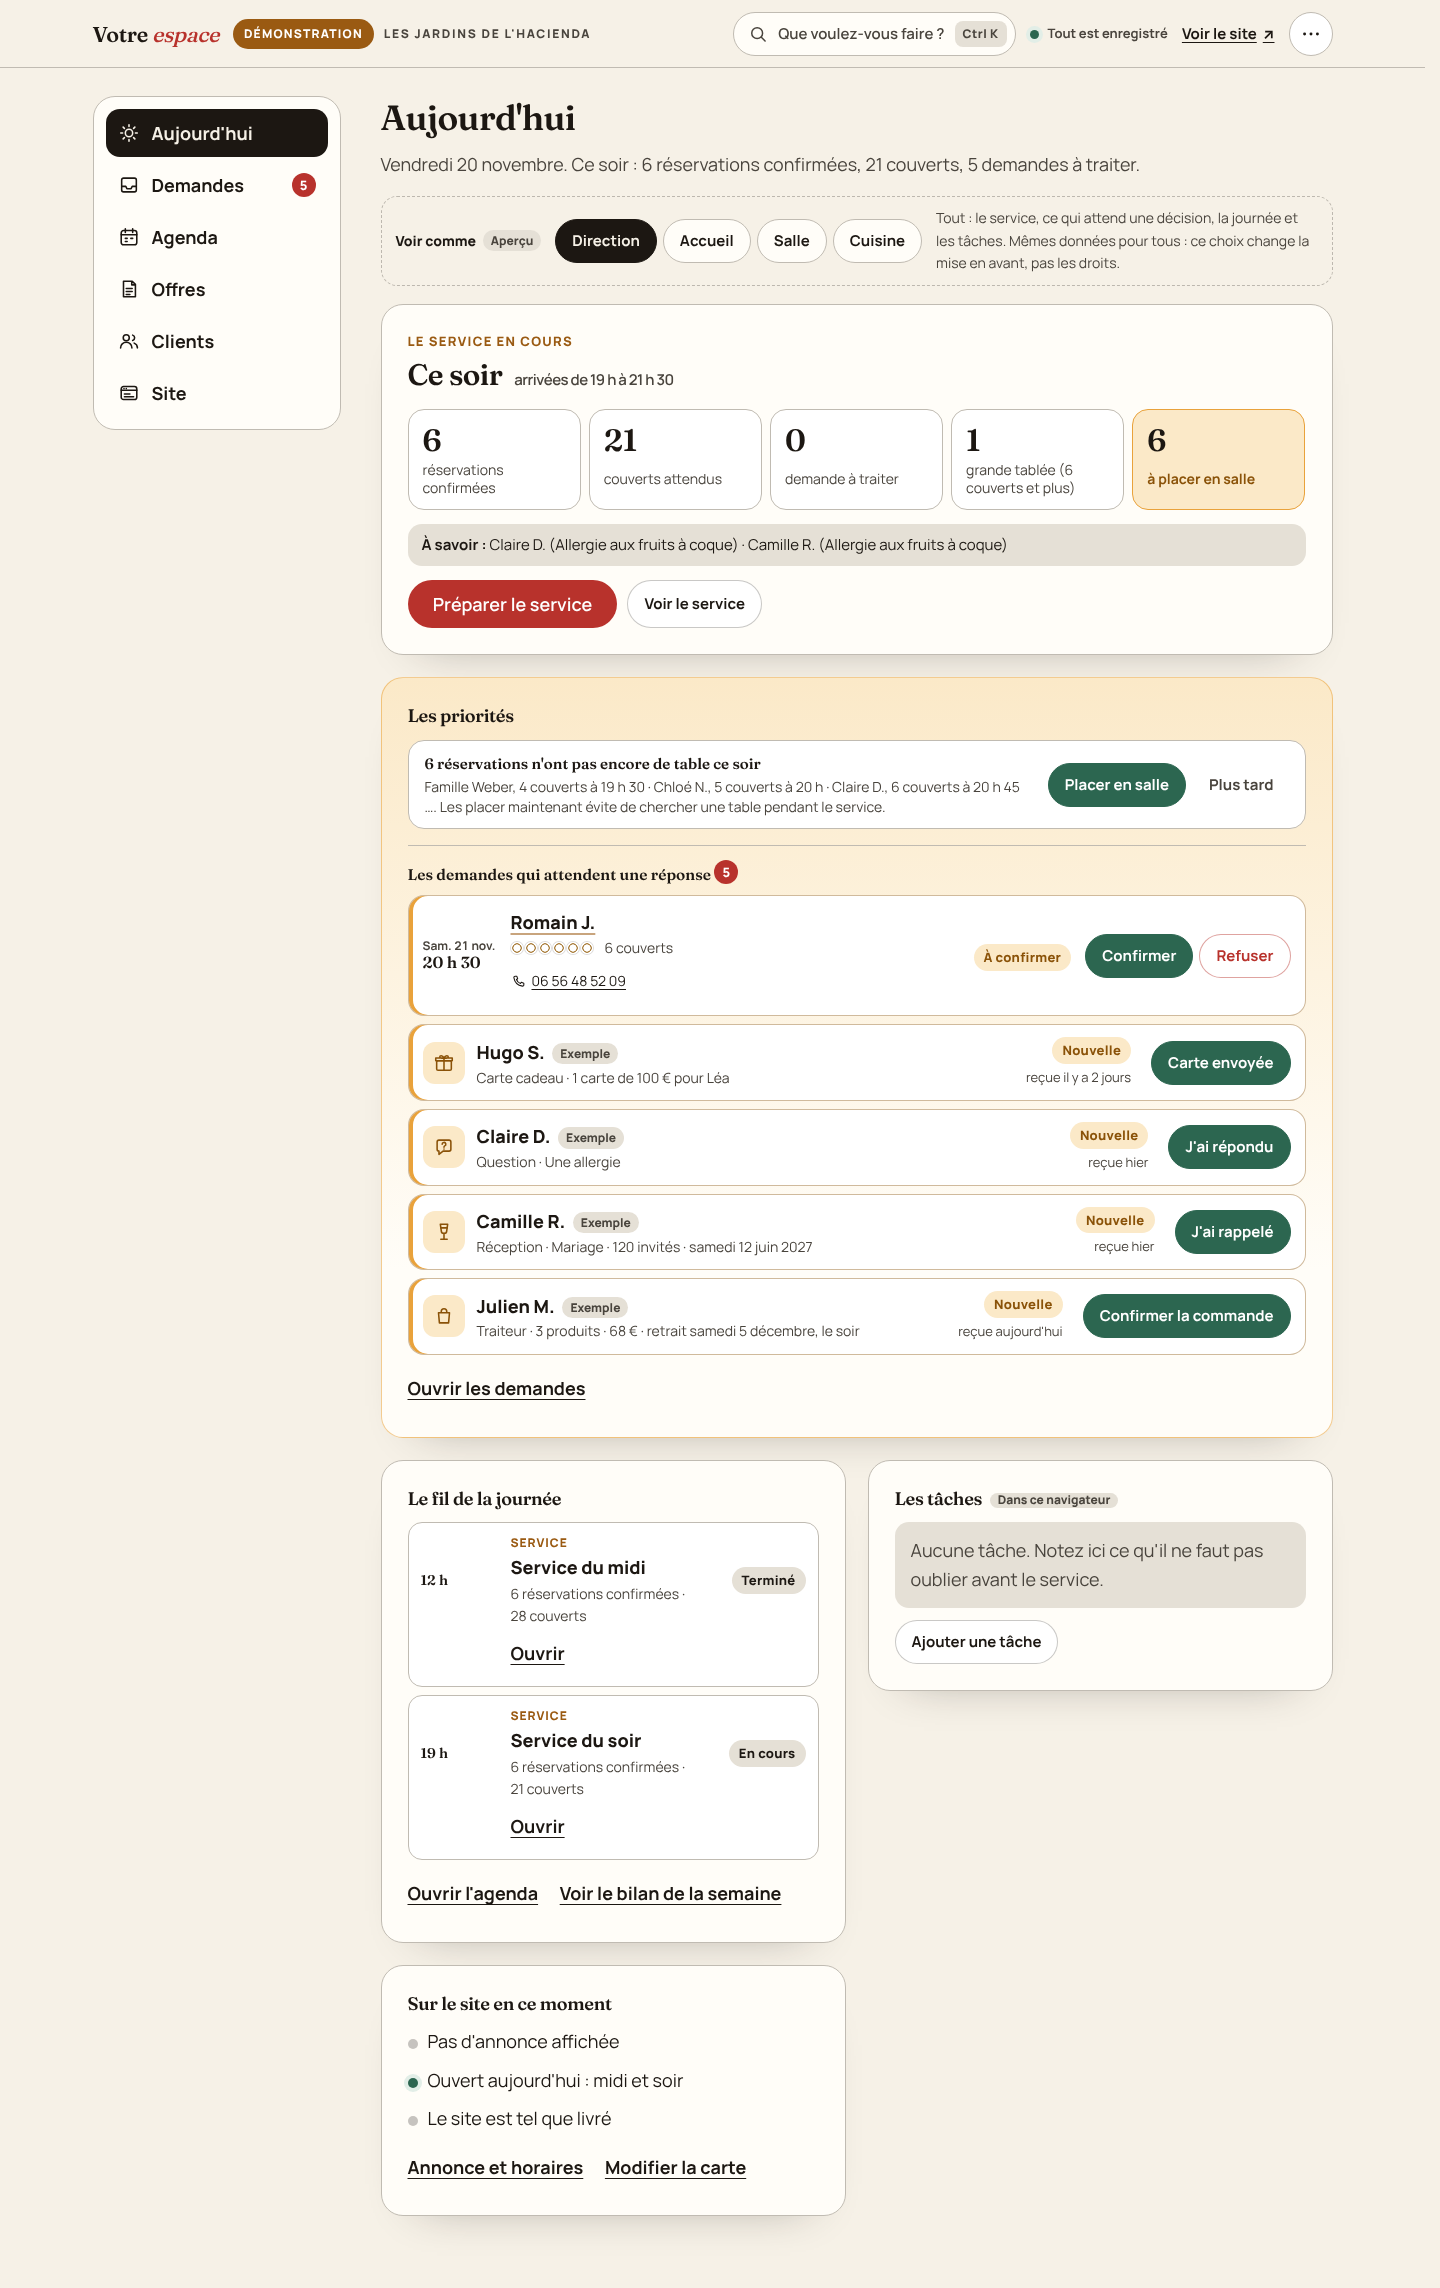 Votre espace
DÉMONSTRATION
LES JARDINS DE L'HACIENDA
Que voulez-vous faire ?
Ctrl K
Tout est enregistré
Voir le site
Aujourd'hui
Demandes
5
Agenda
Offres
Clients
Site
Aujourd'hui
Vendredi 20 novembre. Ce soir : 6 réservations confirmées, 21 couverts, 5 demandes à traiter.
Voir comme
Aperçu
Direction
Accueil
Salle
Cuisine
Tout : le service, ce qui attend une décision, la journée et
les tâches. Mêmes données pour tous : ce choix change la
mise en avant, pas les droits.
LE SERVICE EN COURS
Ce soir
arrivées de 19 h à 21 h 30
6
réservations
confirmées
21
couverts attendus
0
demande à traiter
1
grande tablée (6
couverts et plus)
6
à placer en salle
À savoir : Claire D. (Allergie aux fruits à coque) · Camille R. (Allergie aux fruits à coque)
Préparer le service
Voir le service
Les priorités
6 réservations n'ont pas encore de table ce soir
Famille Weber, 4 couverts à 19 h 30 · Chloé N., 5 couverts à 20 h · Claire D., 6 couverts à 20 h 45
.... Les placer maintenant évite de chercher une table pendant le service.
Placer en salle
Plus tard
Les demandes qui attendent une réponse
5
Sam. 21 nov.
20 h 30
Romain J.
6 couverts
06 56 48 52 09
À confirmer
Confirmer
Refuser
Hugo S.
Exemple
Carte cadeau · 1 carte de 100 € pour Léa
Nouvelle
reçue il y a 2 jours
Carte envoyée
Claire D.
Exemple
Question · Une allergie
Nouvelle
reçue hier
J'ai répondu
Camille R.
Exemple
Réception · Mariage · 120 invités · samedi 12 juin 2027
Nouvelle
reçue hier
J'ai rappelé
Julien M.
Exemple
Traiteur · 3 produits · 68 € · retrait samedi 5 décembre, le soir
Nouvelle
reçue aujourd'hui
Confirmer la commande
Ouvrir les demandes
Le fil de la journée
12 h
SERVICE
Service du midi
6 réservations confirmées ·
28 couverts
Terminé
Ouvrir
19 h
SERVICE
Service du soir
6 réservations confirmées ·
21 couverts
En cours
Ouvrir
Ouvrir l'agenda
Voir le bilan de la semaine
Les tâches
Dans ce navigateur
Aucune tâche. Notez ici ce qu'il ne faut pas
oublier avant le service.
Ajouter une tâche
Sur le site en ce moment
Pas d'annonce affichée
Ouvert aujourd'hui : midi et soir
Le site est tel que livré
Annonce et horaires
Modifier la carte